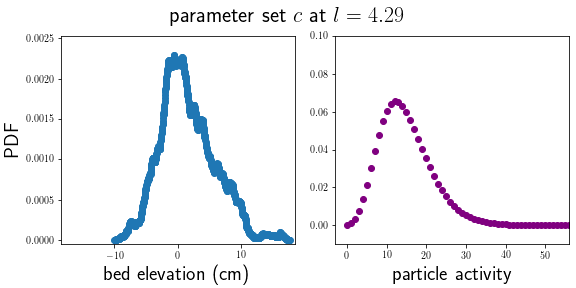 parameter set c at l = 4.29
PDF
0.0025
0.0020
0.0015
0.0010
0.0005
0.0000
−10 0 10
bed elevation (cm)
0.10
0.08
0.06
0.04
0.02
0.00
0 10 20 30 40 50
particle activity